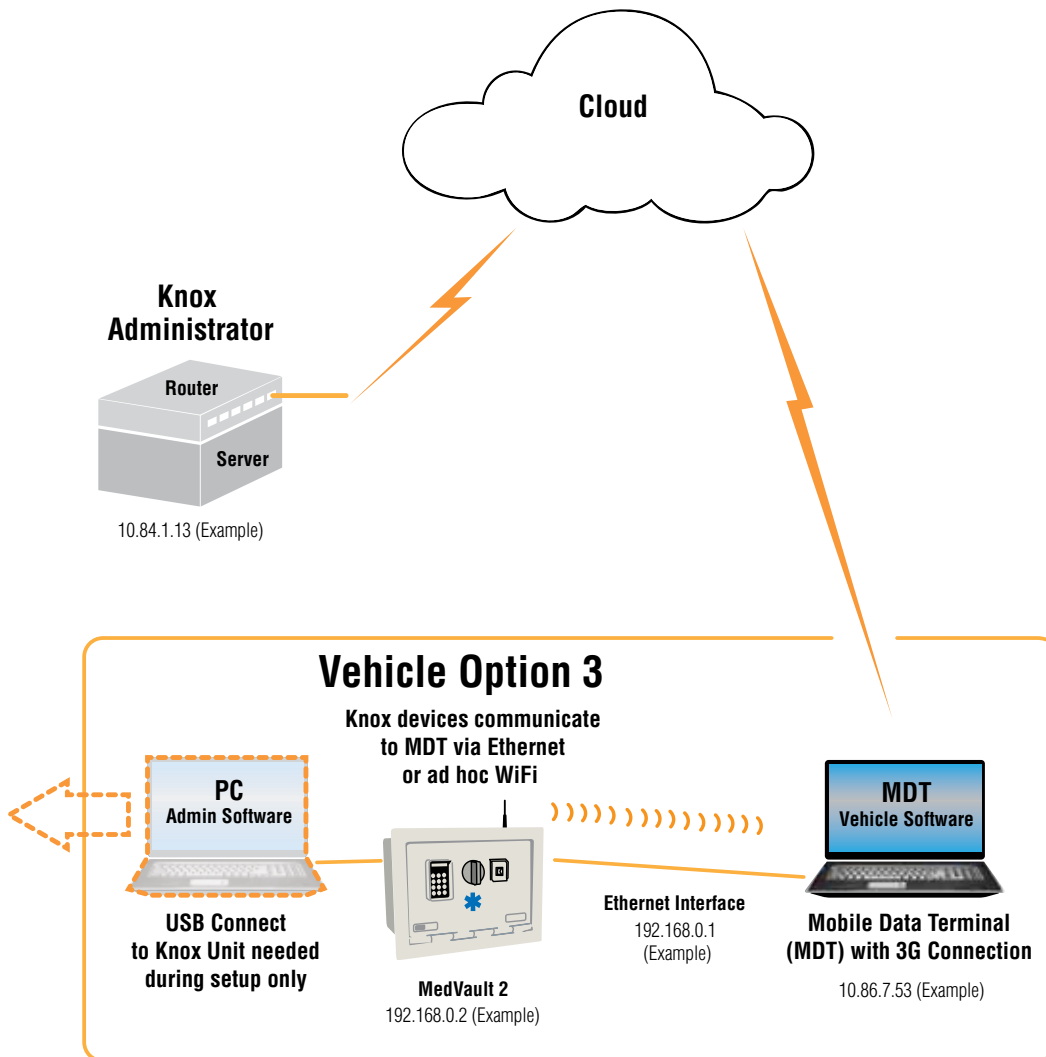 Cloud
Knox
Administrator
Router
Server
10.84.1.13 (Example)
Vehicle Option 3
Knox devices communicate
to MDT via Ethernet
or ad hoc WiFi
PC
Admin Software
MDT
Vehicle Software
USB Connect
to Knox Unit needed
during setup only
MedVault 2
192.168.0.2 (Example)
Ethernet Interface
192.168.0.1
(Example)
Mobile Data Terminal
(MDT) with 3G Connection
10.86.7.53 (Example)